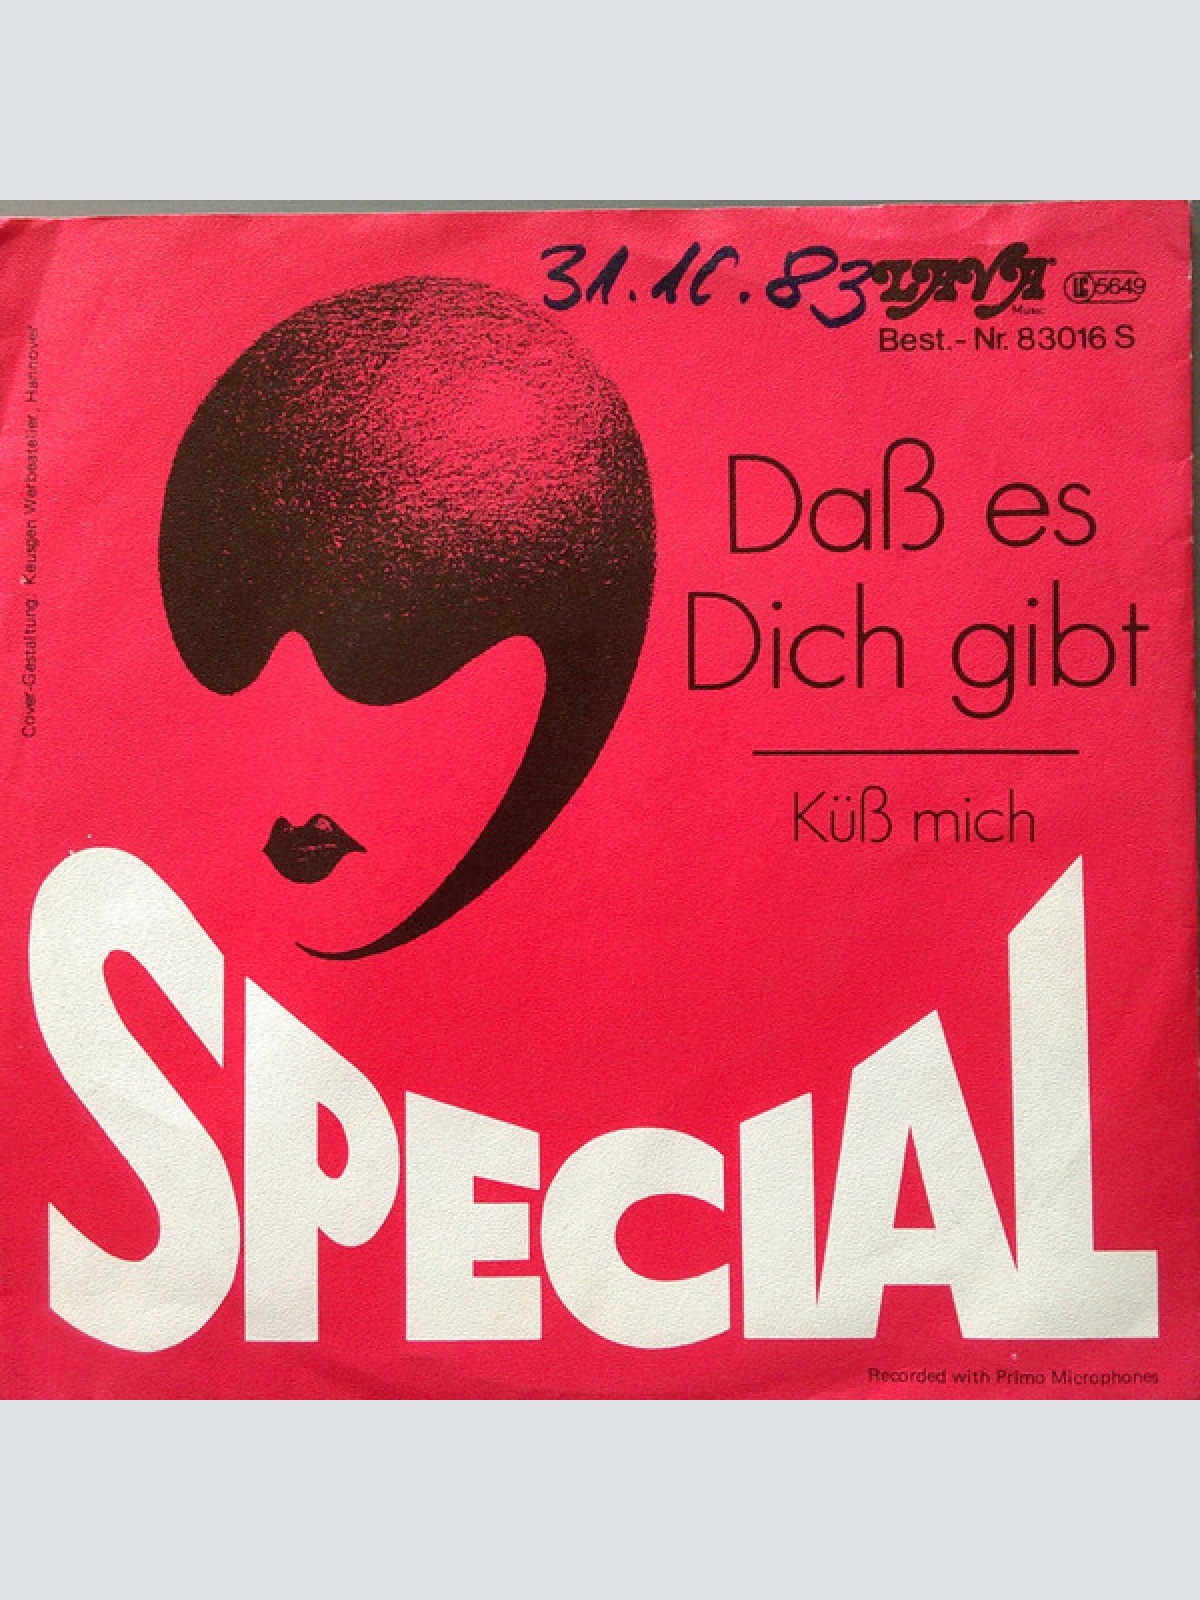 31.10.83
LAVA
Music
LC 5649
Best.-Nr. 83016 S
Cover-Gestaltung: Keusgen Werbeatelier, Hannover
Daß es
Dich gibt
Küß mich
SPECIAL
Recorded with Primo Microphones